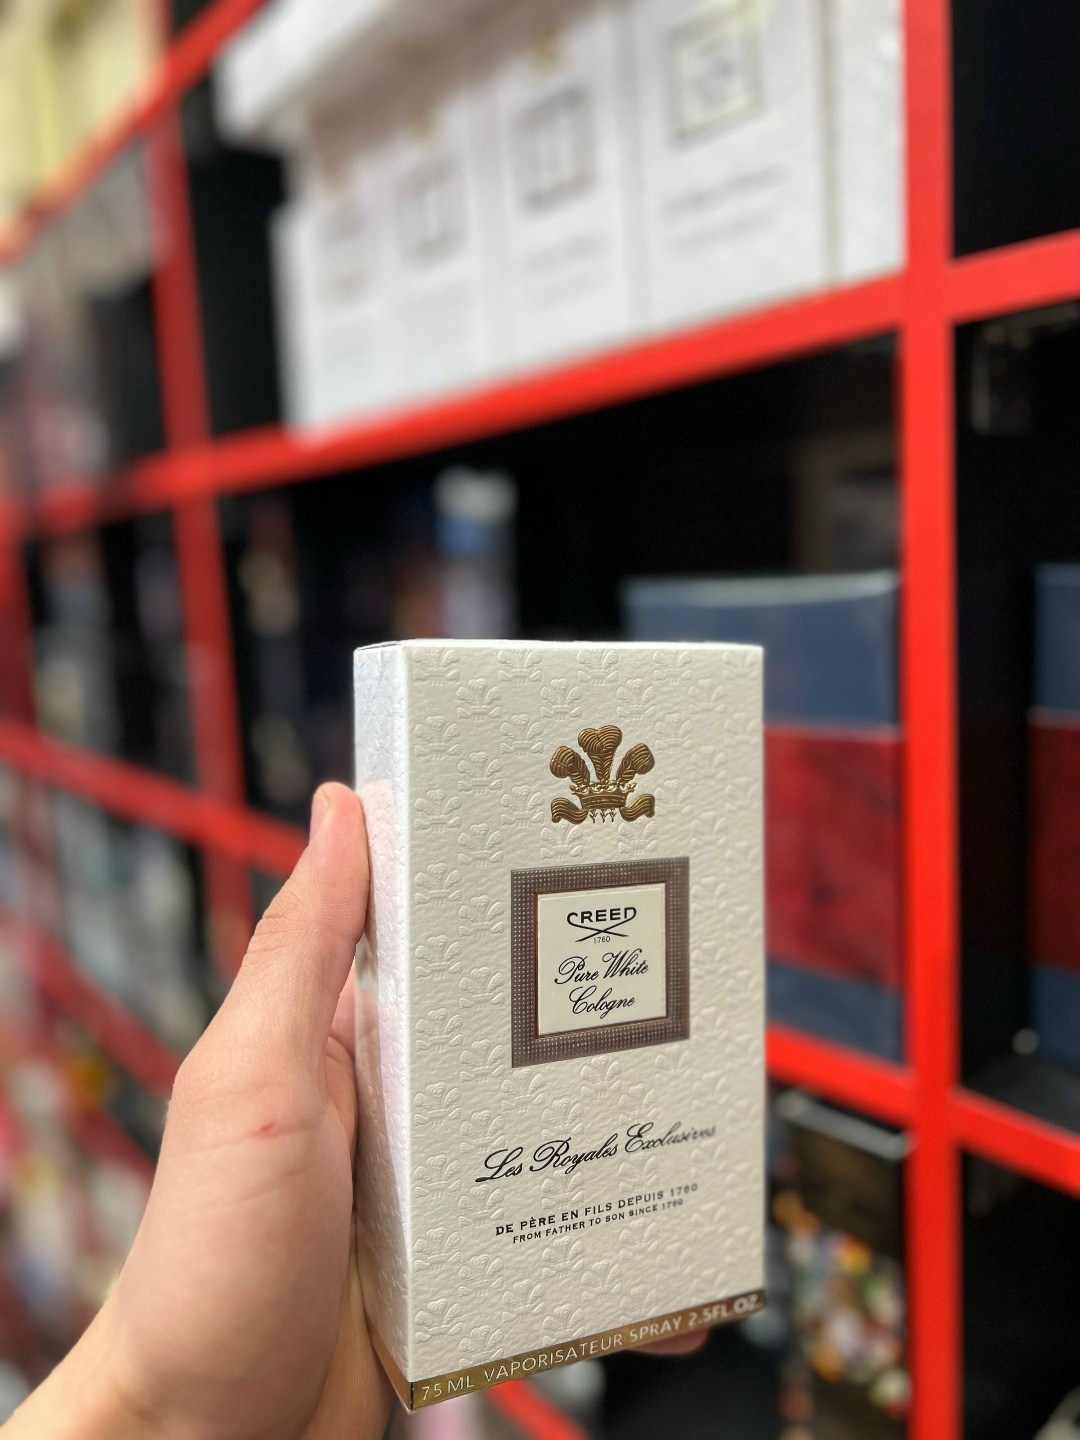 CREED
1760
Pure White
Cologne
Les Royales Exclusives
DE PÈRE EN FILS DEPUIS 1760
FROM FATHER TO SON SINCE 1760
75 ML VAPORISATEUR SPRAY 2.5FL.OZ.